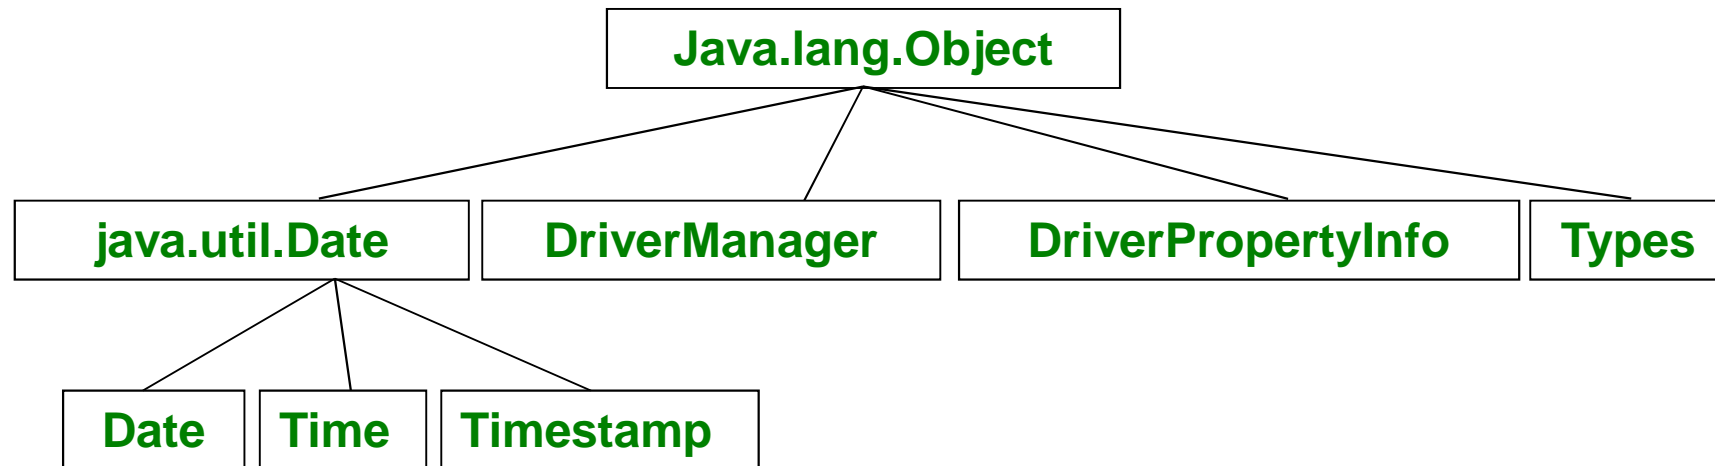 Java.lang.Object
java.util.Date
DriverManager
DriverPropertyInfo
Types
Date
Time
Timestamp